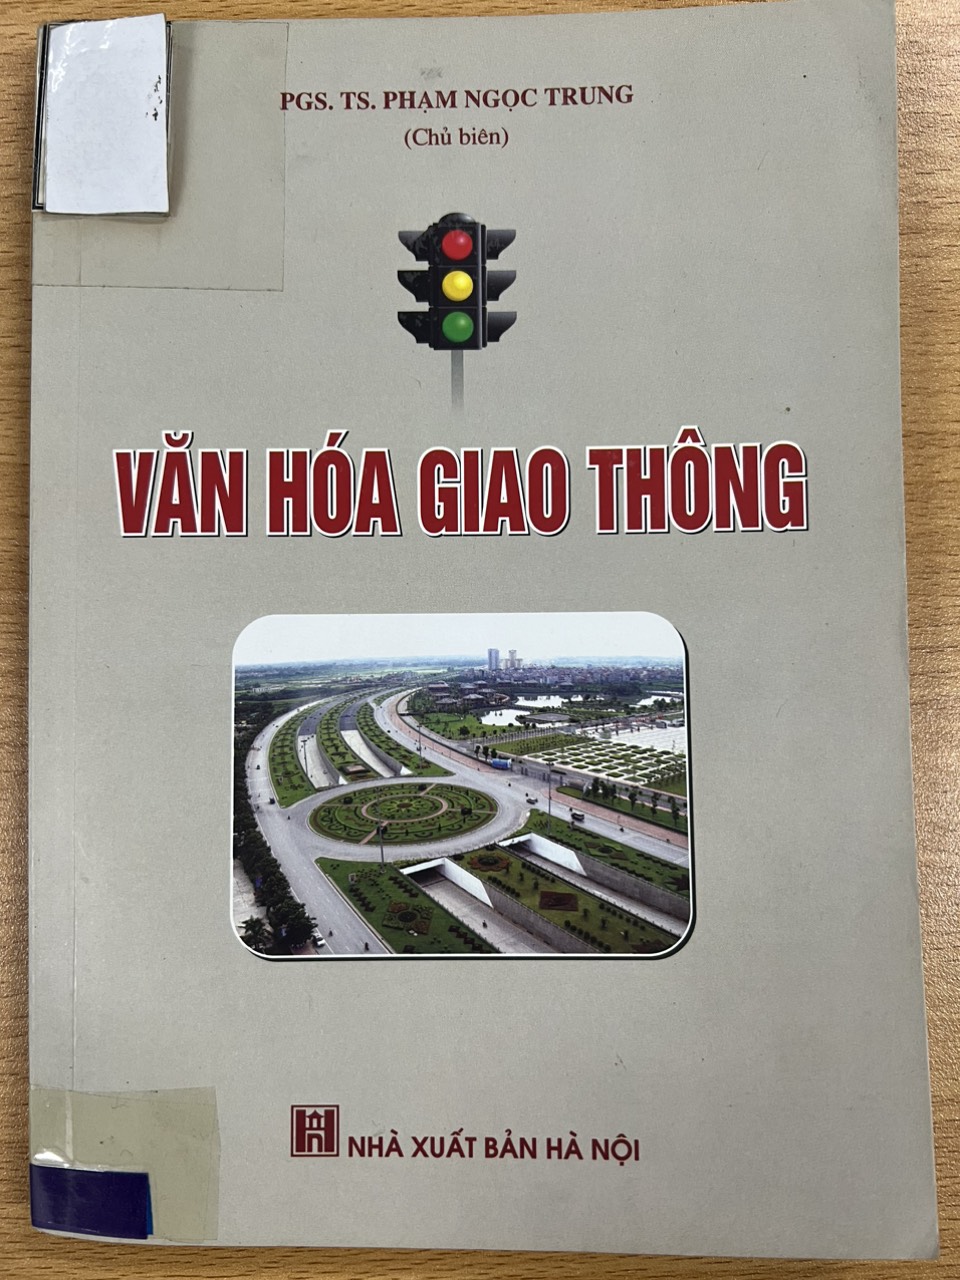 PGS. TS. PHẠM NGỌC TRUNG
(Chủ biên)
VĂN HÓA GIAO THÔNG
NHÀ XUẤT BẢN HÀ NỘI